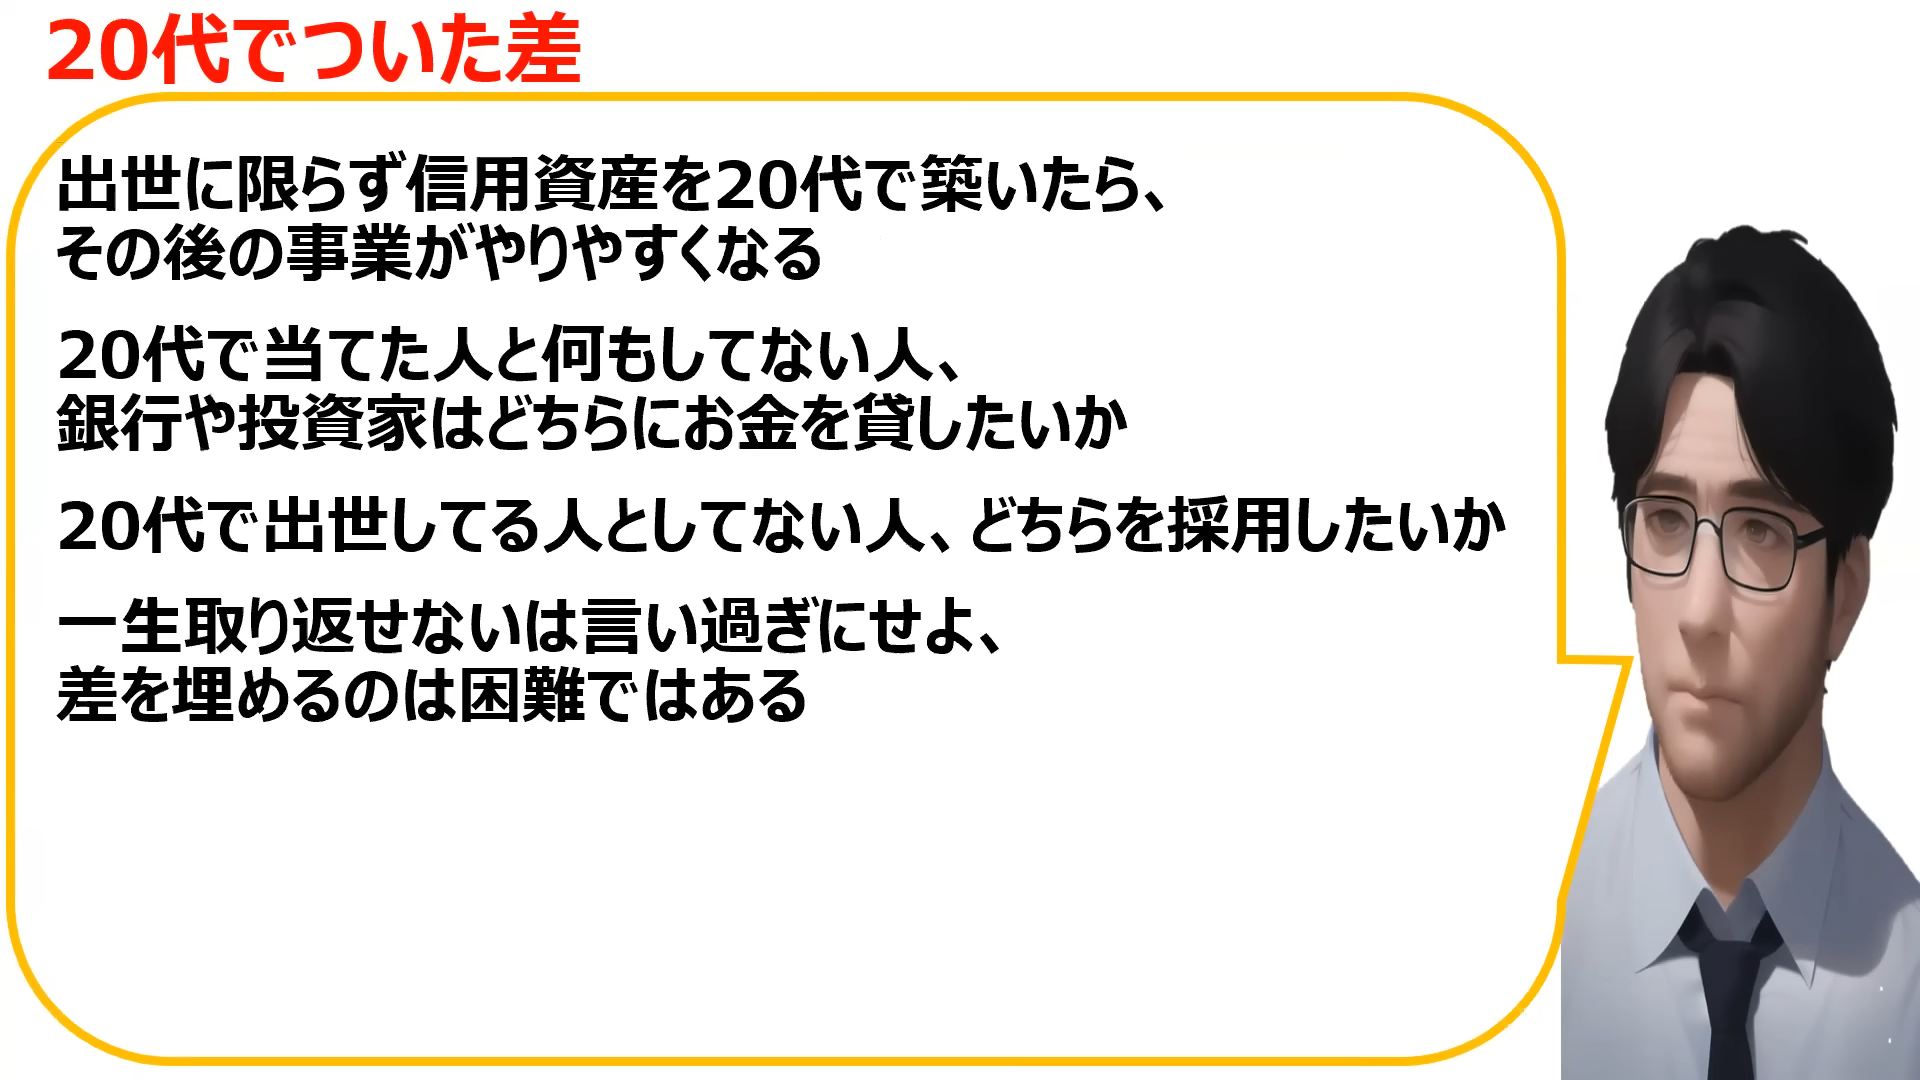 20代でついた差
出世に限らず信用資産を20代で築いたら、
その後の事業がやりやすくなる
20代で当てた人と何もしてない人、
銀行や投資家はどちらにお金を貸したいか
20代で出世してる人としてない人、どちらを採用したいか
一生取り返せないは言い過ぎにせよ、
差を埋めるのは困難ではある